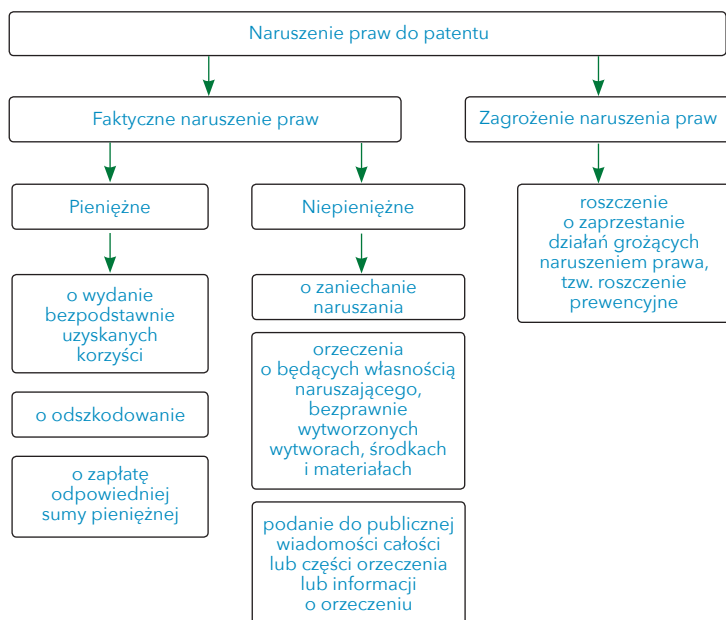 Naruszenie praw do patentu
Faktyczne naruszenie praw
Zagrożenie naruszenia praw
Pieniężne
Niepieniężne
roszczenie
o zaprzestanie
działań grożących
naruszeniem prawa,
tzw. roszczenie
prewencyjne
o wydanie
bezpodstawnie
uzyskanych
korzyści
o odszkodowanie
o zapłatę
odpowiedniej
sumy pieniężnej
o zaniechanie
naruszania
orzeczenia
o będących własnością
naruszającego,
bezprawnie
wytworzonych
wytworach, środkach
i materiałach
podanie do publicznej
wiadomości całości
lub części orzeczenia
lub informacji
o orzeczeniu